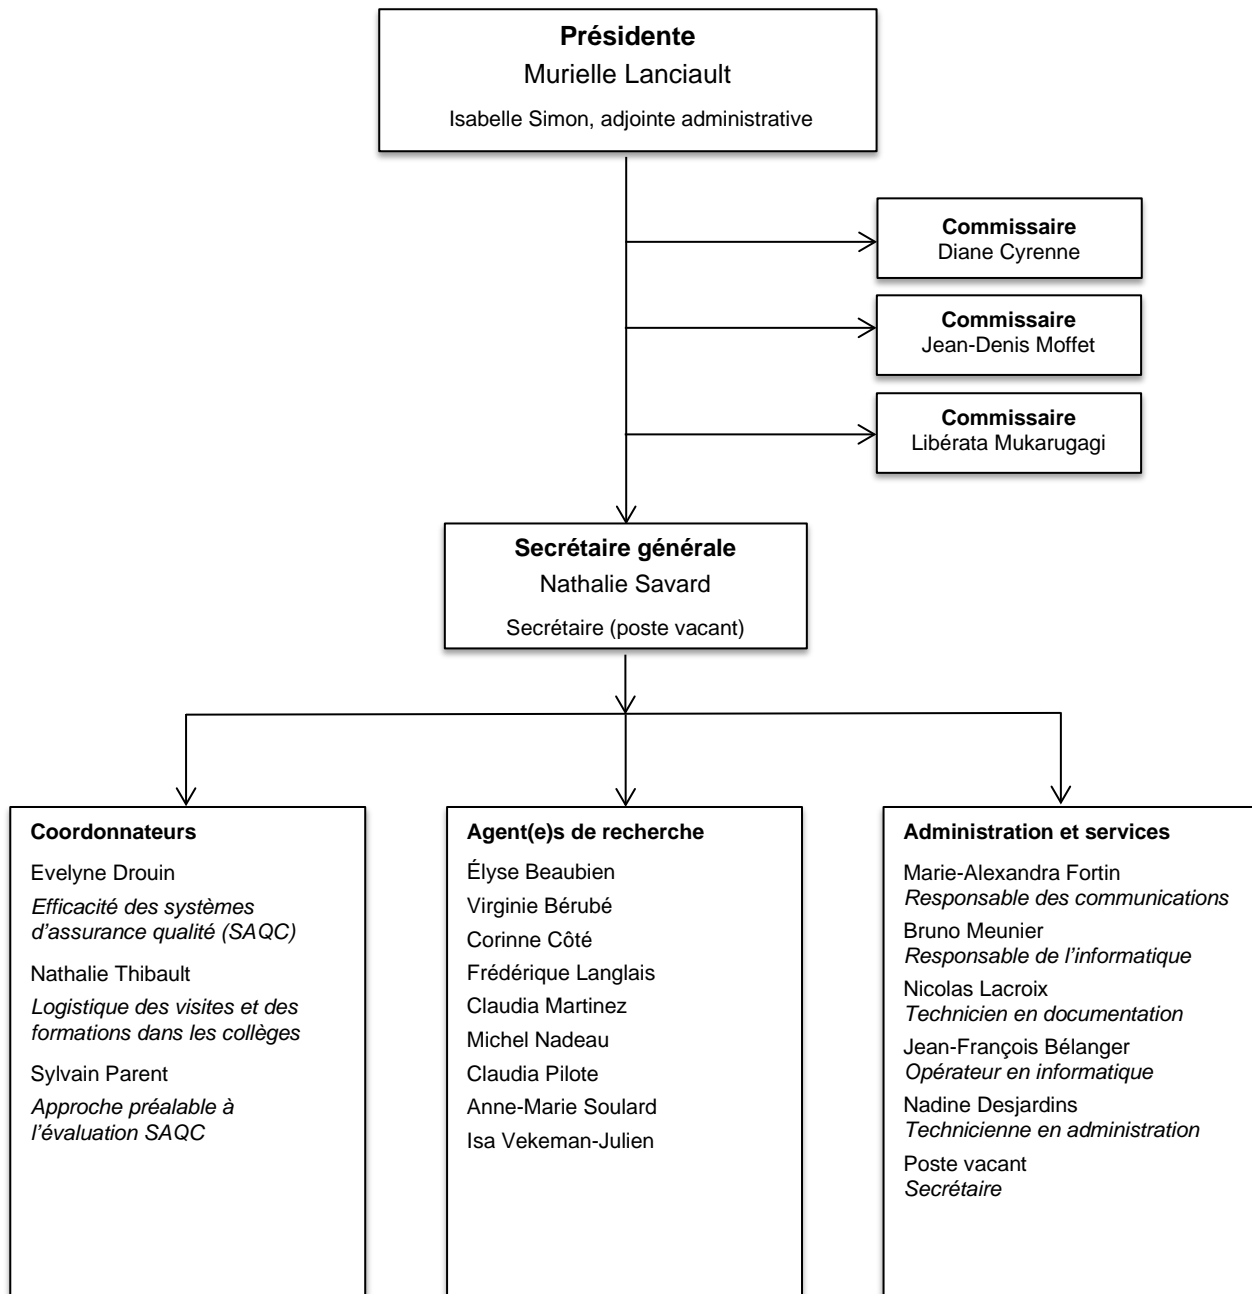 Présidente
Murielle Lanciault
Isabelle Simon, adjointe administrative
Commissaire
Diane Cyrenne
Commissaire
Jean-Denis Moffet
Commissaire
Libérata Mukarugagi
Secrétaire générale
Nathalie Savard
Secrétaire (poste vacant)
Coordonnateurs
Evelyne Drouin
Efficacité des systèmes
d’assurance qualité (SAQC)
Nathalie Thibault
Logistique des visites et des
formations dans les collèges
Sylvain Parent
Approche préalable à
l’évaluation SAQC
Agent(e)s de recherche
Élyse Beaubien
Virginie Bérubé
Corinne Côté
Frédérique Langlais
Claudia Martinez
Michel Nadeau
Claudia Pilote
Anne-Marie Soulard
Isa Vekeman-Julien
Administration et services
Marie-Alexandra Fortin
Responsable des communications
Bruno Meunier
Responsable de l’informatique
Nicolas Lacroix
Technicien en documentation
Jean-François Bélanger
Opérateur en informatique
Nadine Desjardins
Technicienne en administration
Poste vacant
Secrétaire